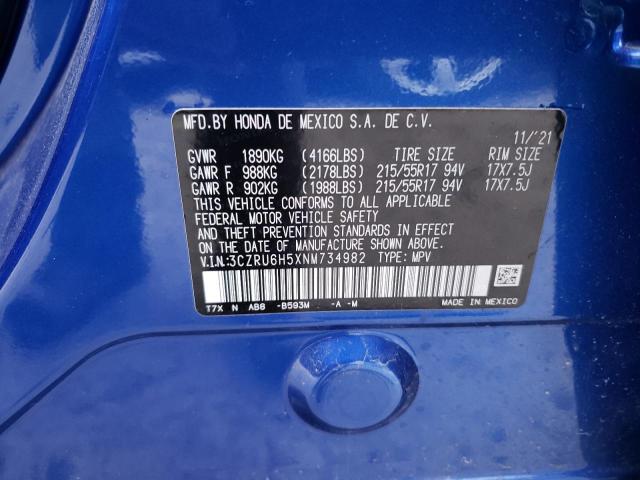 MFD.BY HONDA DE MEXICO S.A. DE C.V.
11/'21
GVWR 1890KG (4166LBS) TIRE SIZE RIM SIZE
GAWR F 988KG (2178LBS) 215/55R17 94V 17X7.5J
GAWR R 902KG (1988LBS) 215/55R17 94V 17X7.5J
THIS VEHICLE CONFORMS TO ALL APPLICABLE
FEDERAL MOTOR VEHICLE SAFETY
AND THEFT PREVENTION STANDARDS IN EFFECT
ON THE DATE OF MANUFACTURE SHOWN ABOVE.
V.I.N:3CZRU6H5XNM734982 TYPE: MPV
T7X N AB8 -B593M -A -M
MADE IN MEXICO